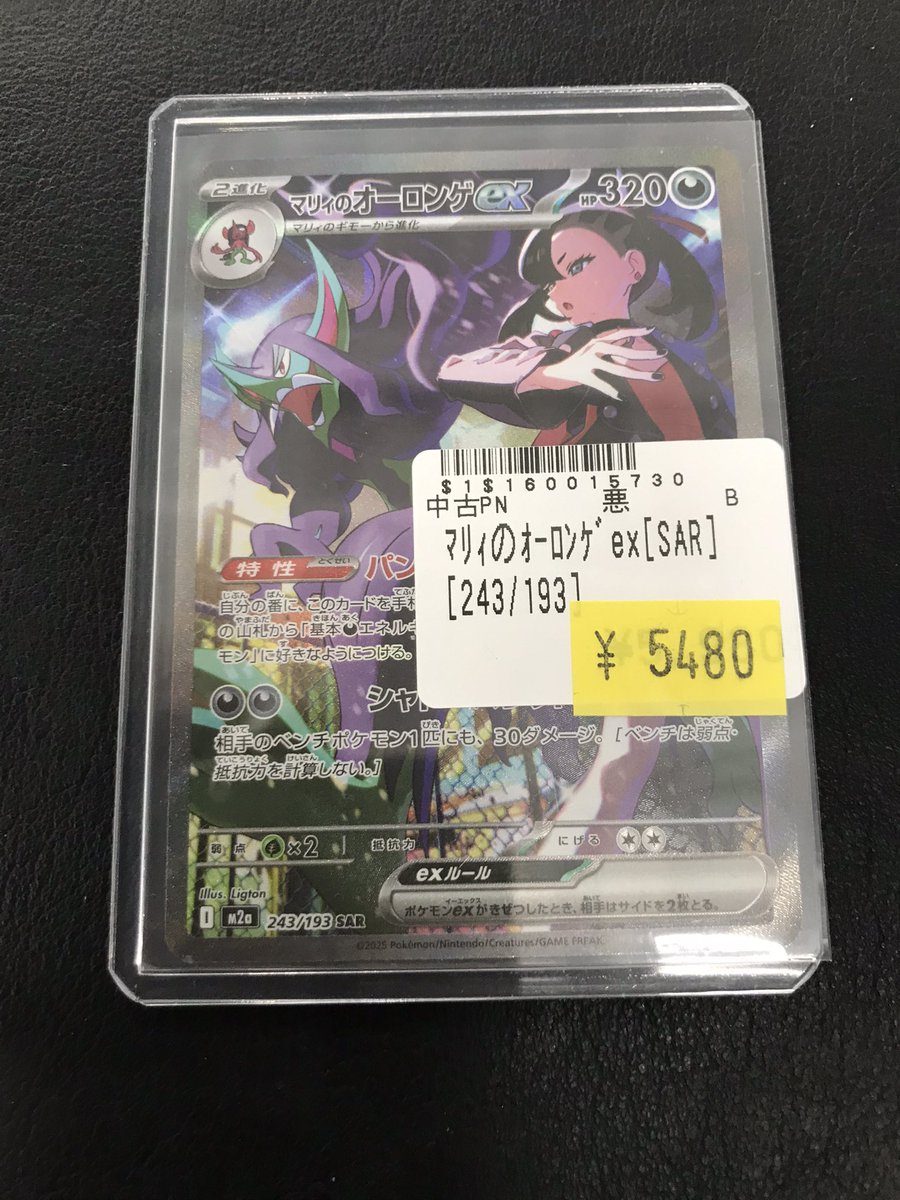 2進化
マリィのオーロンゲex
HP320
マリィのギモーから進化
$1$160015730
中古PN 悪 B
ﾏﾘｨのｵｰﾛﾝｹﾞex[SAR]
[243/193]
¥ 5480
特性
とくせい
パン
自分の番に、このカードを手札
の山札から「基本
モン」に好きなようにつける。
シャド
相手のベンチポケモン1匹にも、30ダメージ。[ベンチは弱点・
抵抗力を計算しない。]
弱点 ×2 抵抗力 にげる
exルール
ポケモンexがきぜつしたとき、相手はサイドを2枚とる。
Illus. Ligton
I M2a 243/193 SAR
©2025 Pokémon/Nintendo/Creatures/GAME FREAK.